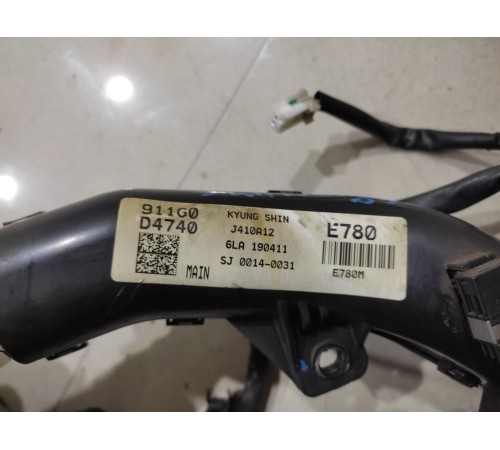 911G0
D4740
MAIN
KYUNG SHIN
J410A12
6LA 190411
SJ 0014-0031
E780
E780M